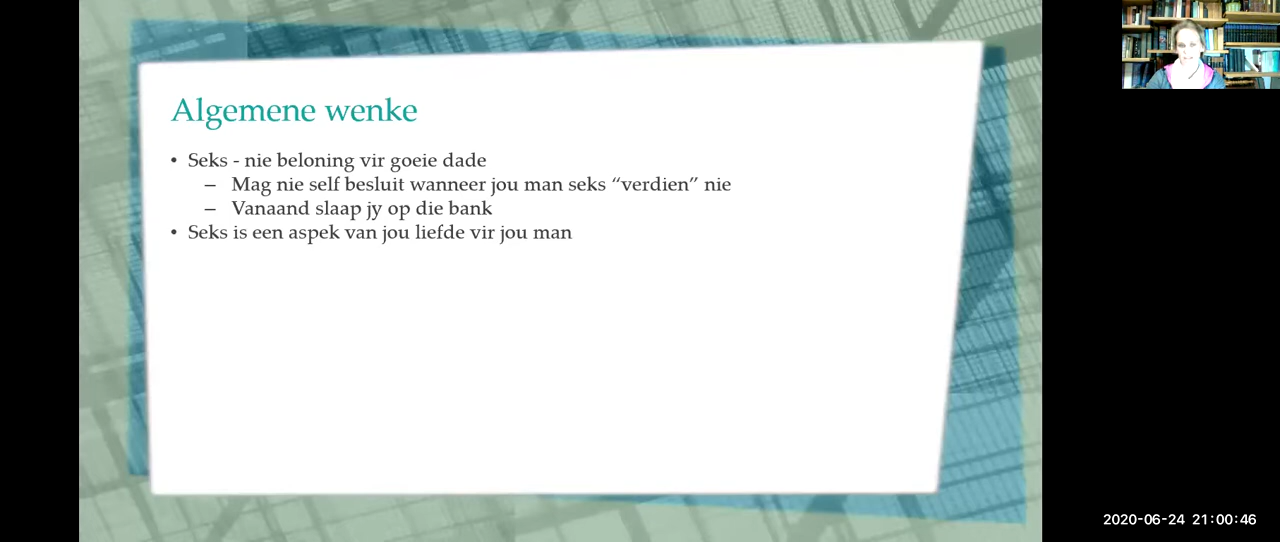 Algemene wenke
• Seks - nie beloning vir goeie dade
– Mag nie self besluit wanneer jou man seks “verdien” nie
– Vanaand slaap jy op die bank
• Seks is een aspek van jou liefde vir jou man
2020-06-24 21:00:46